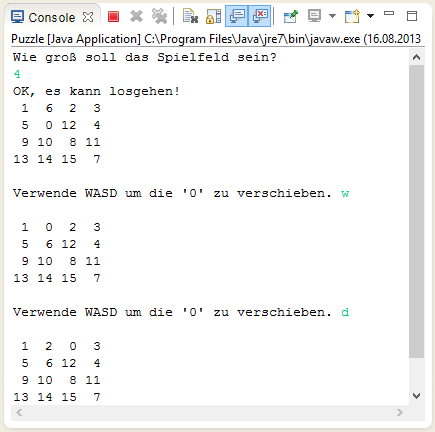 Console
Puzzle [Java Application] C:\Program Files\Java\jre7\bin\javaw.exe (16.08.2013
Wie groß soll das Spielfeld sein?
4
OK, es kann losgehen!
1 6 2 3
5 0 12 4
9 10 8 11
13 14 15 7
Verwende WASD um die '0' zu verschieben. w
1 0 2 3
5 6 12 4
9 10 8 11
13 14 15 7
Verwende WASD um die '0' zu verschieben. d
1 2 0 3
5 6 12 4
9 10 8 11
13 14 15 7